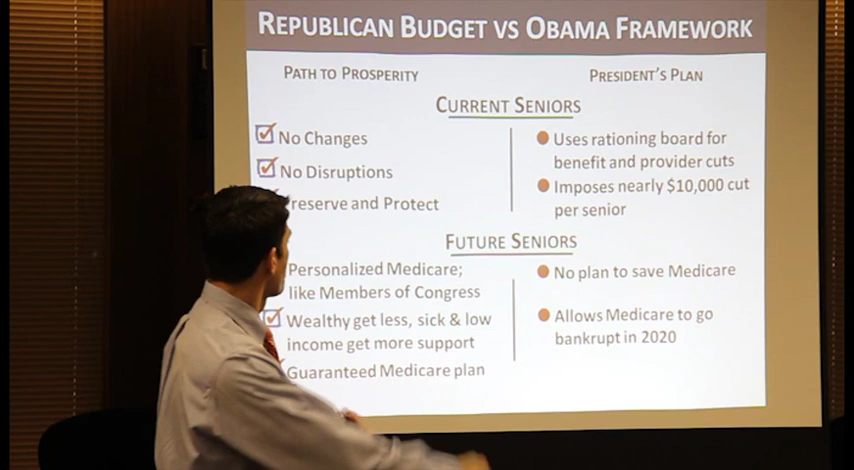 REPUBLICAN BUDGET VS OBAMA FRAMEWORK
PATH TO PROSPERITY
PRESIDENT'S PLAN
CURRENT SENIORS
No Changes
No Disruptions
Preserve and Protect
Uses rationing board for
benefit and provider cuts
Imposes nearly $10,000 cut
per senior
FUTURE SENIORS
Personalized Medicare;
like Members of Congress
Wealthy get less, sick & low
income get more support
Guaranteed Medicare plan
No plan to save Medicare
Allows Medicare to go
bankrupt in 2020